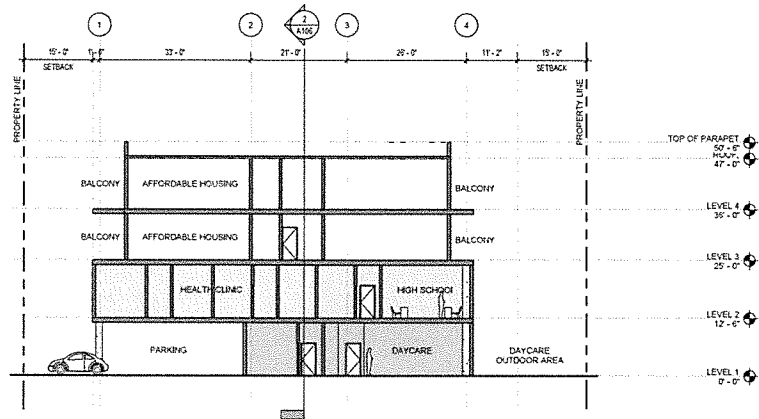 1
2
2
A106
3
4
15' - 0"
33' - 0"
21' - 0"
26' - 0"
11' - 2"
15' - 0"
SETBACK
SETBACK
PROPERTY LINE
PROPERTY LINE
TOP OF PARAPET
50' - 6"
ROOF
47' - 0"
BALCONY
AFFORDABLE HOUSING
BALCONY
LEVEL 4
36' - 0"
BALCONY
AFFORDABLE HOUSING
BALCONY
LEVEL 3
25' - 0"
HEALTH CLINIC
HIGH SCHOOL
LEVEL 2
12' - 6"
PARKING
DAYCARE
DAYCARE
OUTDOOR AREA
LEVEL 1
0' - 0"